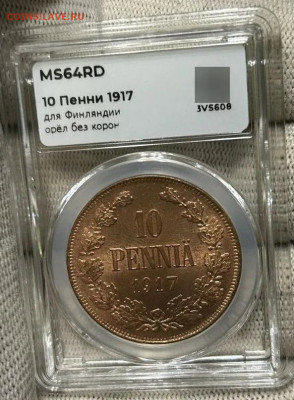 MS64RD
10 Пенни 1917
для Финляндии
орёл без корон
3VS608
10
PENNIÄ
1917